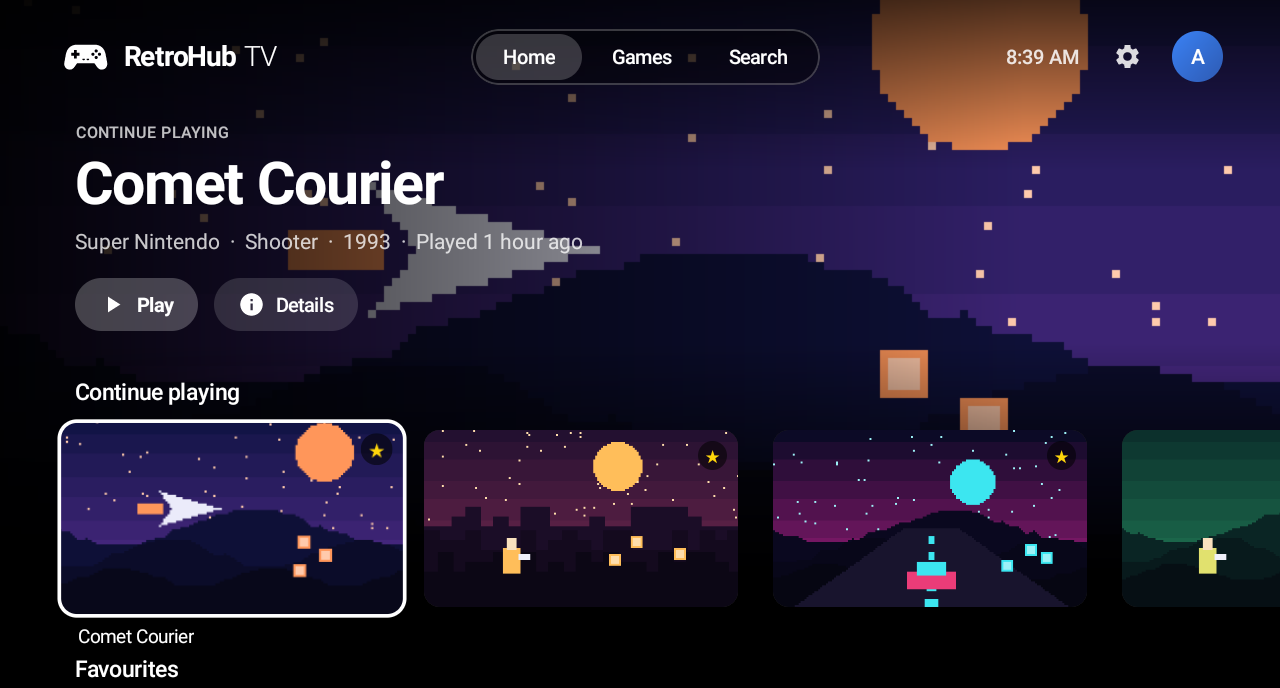 RetroHub TV
Home
Games
Search
8:39 AM
A
CONTINUE PLAYING
Comet Courier
Super Nintendo · Shooter · 1993 · Played 1 hour ago
Play
Details
Continue playing
Comet Courier
Favourites